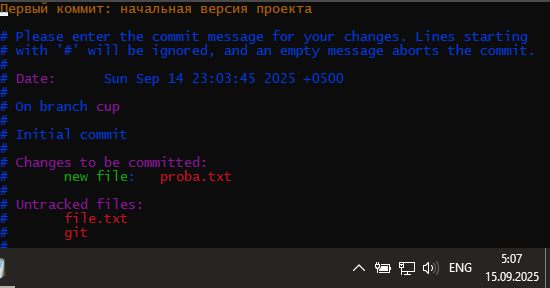 Первый коммит: начальная версия проекта
# Please enter the commit message for your changes. Lines starting
# with '#' will be ignored, and an empty message aborts the commit.
#
# Date:      Sun Sep 14 23:03:45 2025 +0500
#
# On branch cup
#
# Initial commit
#
# Changes to be committed:
#       new file:   proba.txt
#
# Untracked files:
#       file.txt
#       git
#
ENG
5:07
15.09.2025